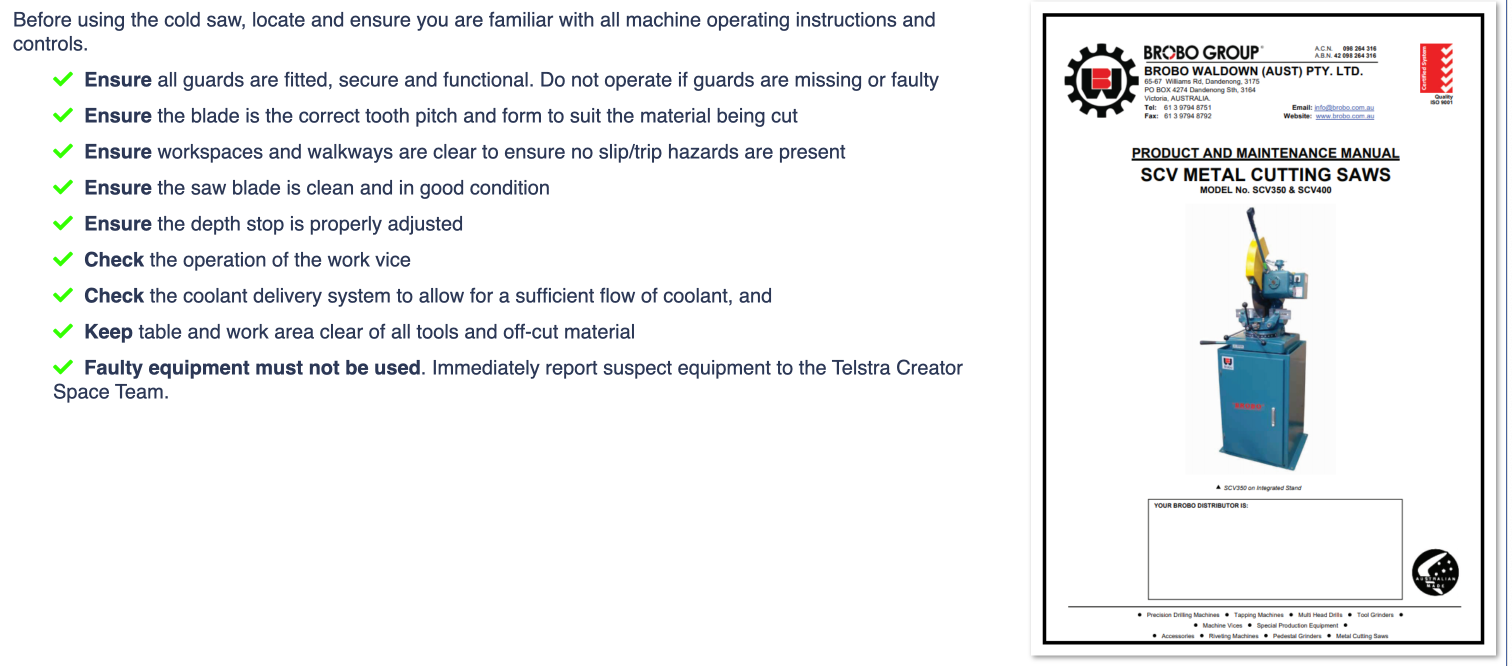 Before using the cold saw, locate and ensure you are familiar with all machine operating instructions and
controls.
Ensure all guards are fitted, secure and functional. Do not operate if guards are missing or faulty
Ensure the blade is the correct tooth pitch and form to suit the material being cut
Ensure workspaces and walkways are clear to ensure no slip/trip hazards are present
Ensure the saw blade is clean and in good condition
Ensure the depth stop is properly adjusted
Check the operation of the work vice
Check the coolant delivery system to allow for a sufficient flow of coolant, and
Keep table and work area clear of all tools and off-cut material
Faulty equipment must not be used. Immediately report suspect equipment to the Telstra Creator
Space Team.
BROBO GROUP
A.C.N. 098 264 316
A.B.N. 42 098 264 316
BROBO WALDOWN (AUST) PTY. LTD.
65-67 Williams Rd, Dandenong, 3175
PO BOX 4274 Dandenong Sth, 3164
Victoria, AUSTRALIA.
Tel: 61 3 9794 8751
Email: info@brobo.com.au
Fax: 61 3 9794 8792
Website: www.brobo.com.au
Certified System
Quality
ISO 9001
PRODUCT AND MAINTENANCE MANUAL
SCV METAL CUTTING SAWS
MODEL No. SCV350 & SCV400
▲ SCV350 on Integrated Stand
YOUR BROBO DISTRIBUTOR IS:
AUSTRALIAN
MADE
● Precision Drilling Machines ● Tapping Machines ● Multi Head Drills ● Tool Grinders ●
● Machine Vices ● Special Production Equipment ●
● Accessories ● Riveting Machines ● Pedestal Grinders ● Metal Cutting Saws